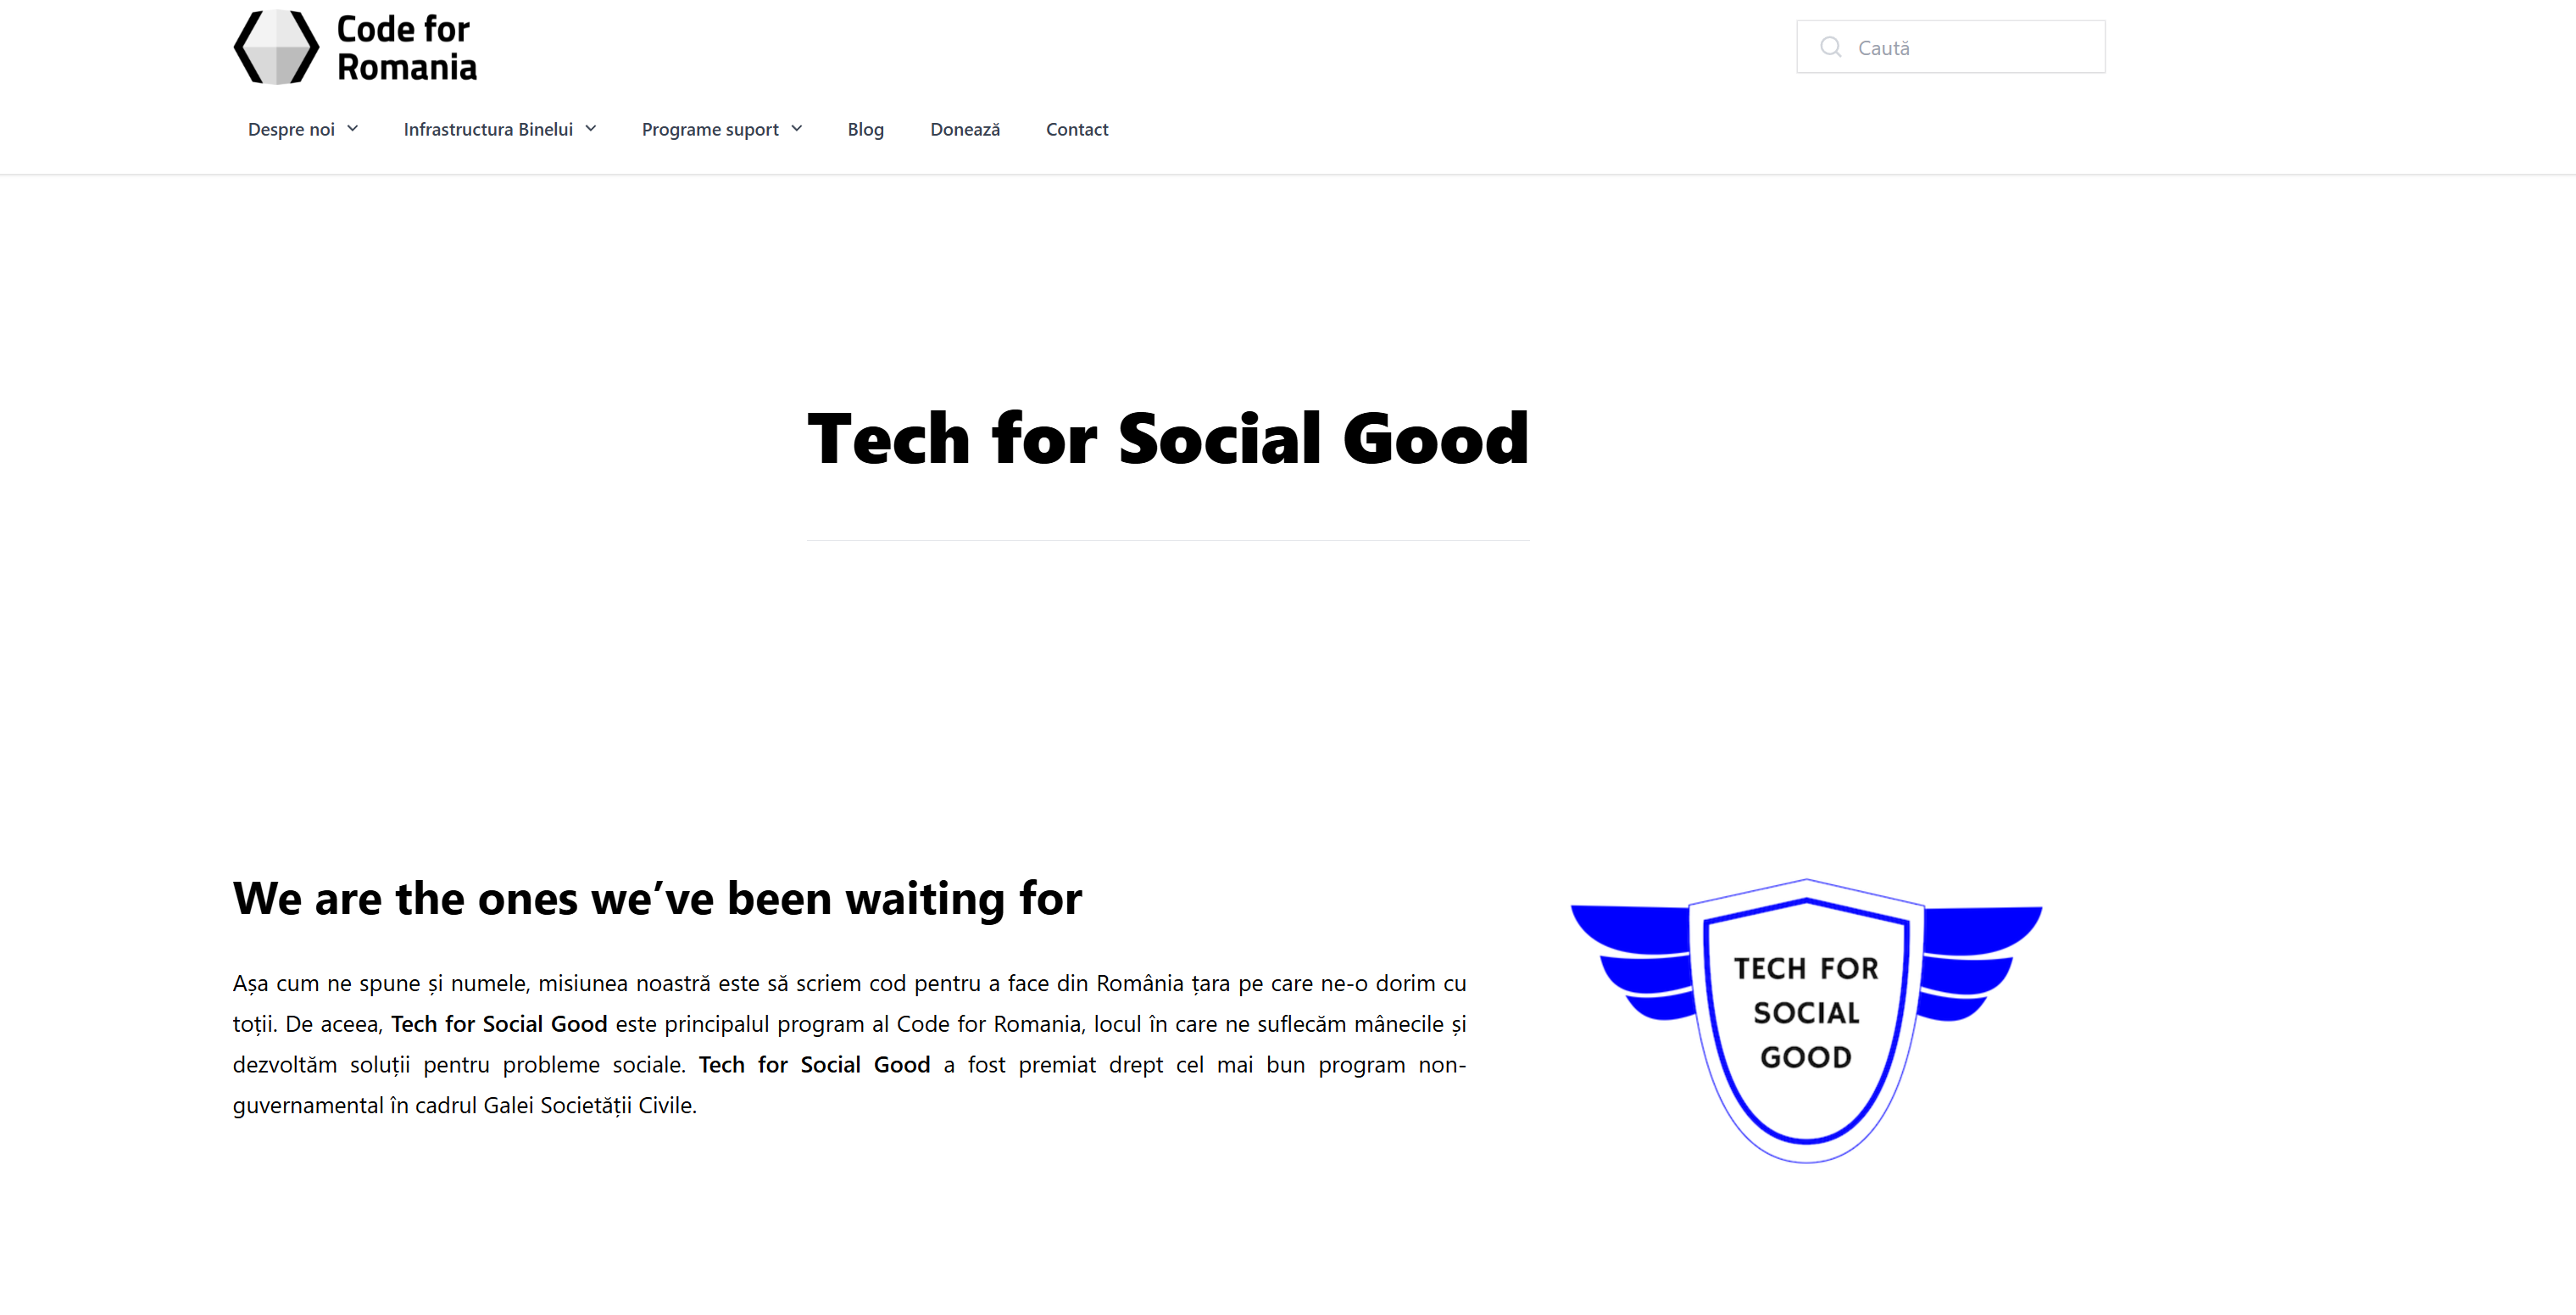 Code for
Romania
Caută
Despre noi
Infrastructura Binelui
Programe suport
Blog
Donează
Contact
Tech for Social Good
We are the ones we’ve been waiting for
Așa cum ne spune și numele, misiunea noastră este să scriem cod pentru a face din România țara pe care ne-o dorim cu
toții. De aceea, Tech for Social Good este principalul program al Code for Romania, locul în care ne suflecăm mânecile și
dezvoltăm soluții pentru probleme sociale. Tech for Social Good a fost premiat drept cel mai bun program non-
guvernamental în cadrul Galei Societății Civile.
TECH FOR
SOCIAL
GOOD